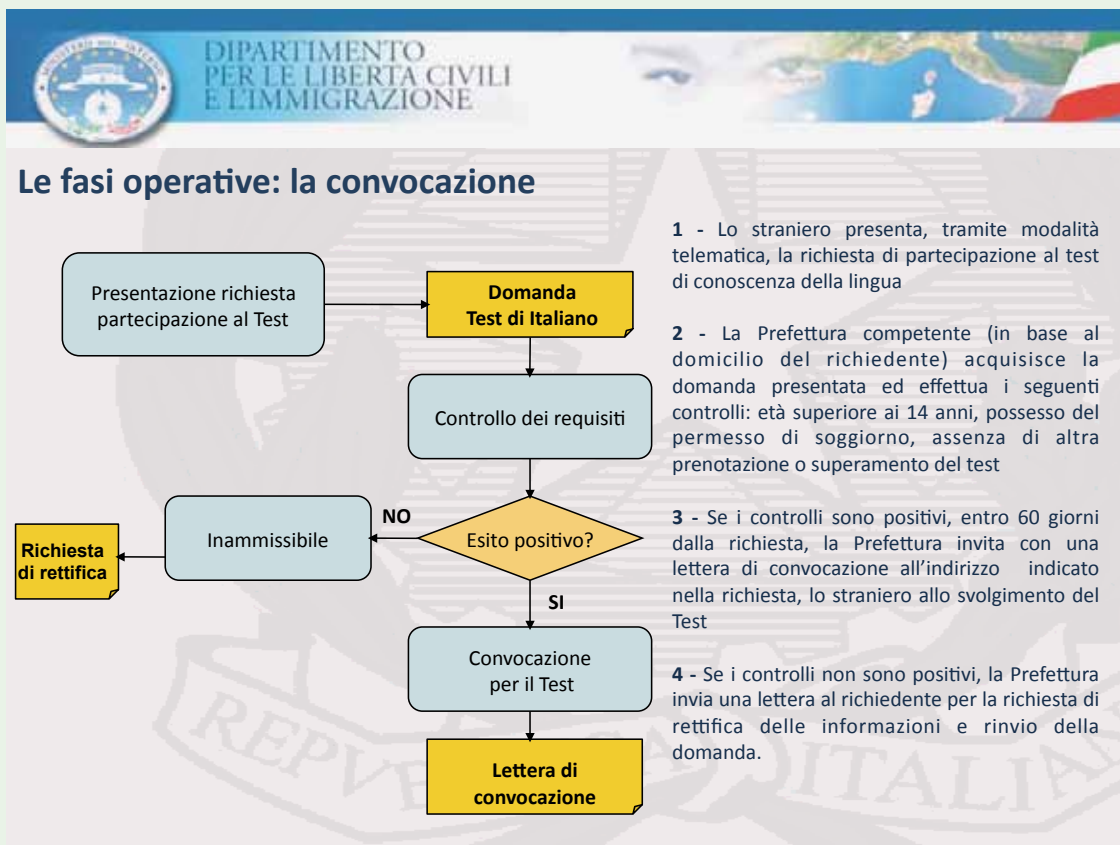 MINISTERO DELL'INTERNO
DIPARTIMENTO
PER LE LIBERTÀ CIVILI
E L'IMMIGRAZIONE
Le fasi operative: la convocazione
Presentazione richiesta
partecipazione al Test
Domanda
Test di Italiano
Controllo dei requisiti
Esito positivo?
NO
Inammissibile
Richiesta
di rettifica
SI
Convocazione
per il Test
Lettera di
convocazione
1 - Lo straniero presenta, tramite modalità
telematica, la richiesta di partecipazione al test
di conoscenza della lingua
2 - La Prefettura competente (in base al
domicilio del richiedente) acquisisce la
domanda presentata ed effettua i seguenti
controlli: età superiore ai 14 anni, possesso del
permesso di soggiorno, assenza di altra
prenotazione o superamento del test
3 - Se i controlli sono positivi, entro 60 giorni
dalla richiesta, la Prefettura invita con una
lettera di convocazione all'indirizzo indicato
nella richiesta, lo straniero allo svolgimento del
Test
4 - Se i controlli non sono positivi, la Prefettura
invia una lettera al richiedente per la richiesta di
rettifica delle informazioni e rinvio della
domanda.